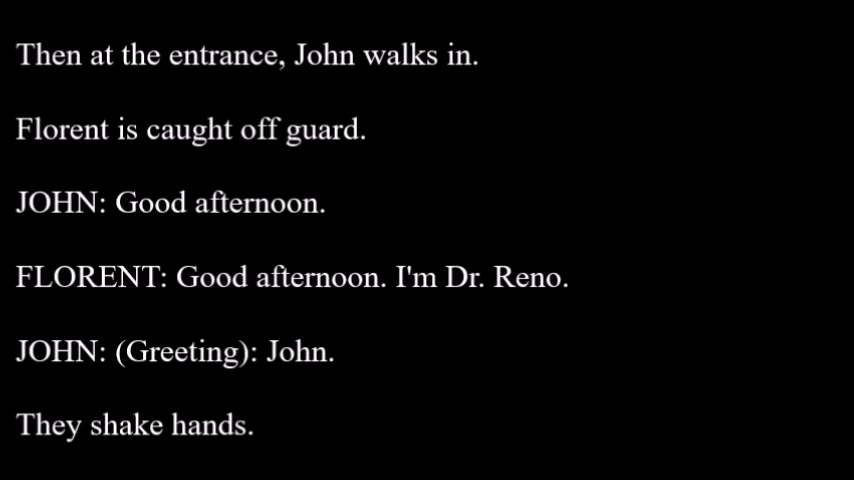 Then at the entrance, John walks in.
Florent is caught off guard.
JOHN: Good afternoon.
FLORENT: Good afternoon. I'm Dr. Reno.
JOHN: (Greeting): John.
They shake hands.